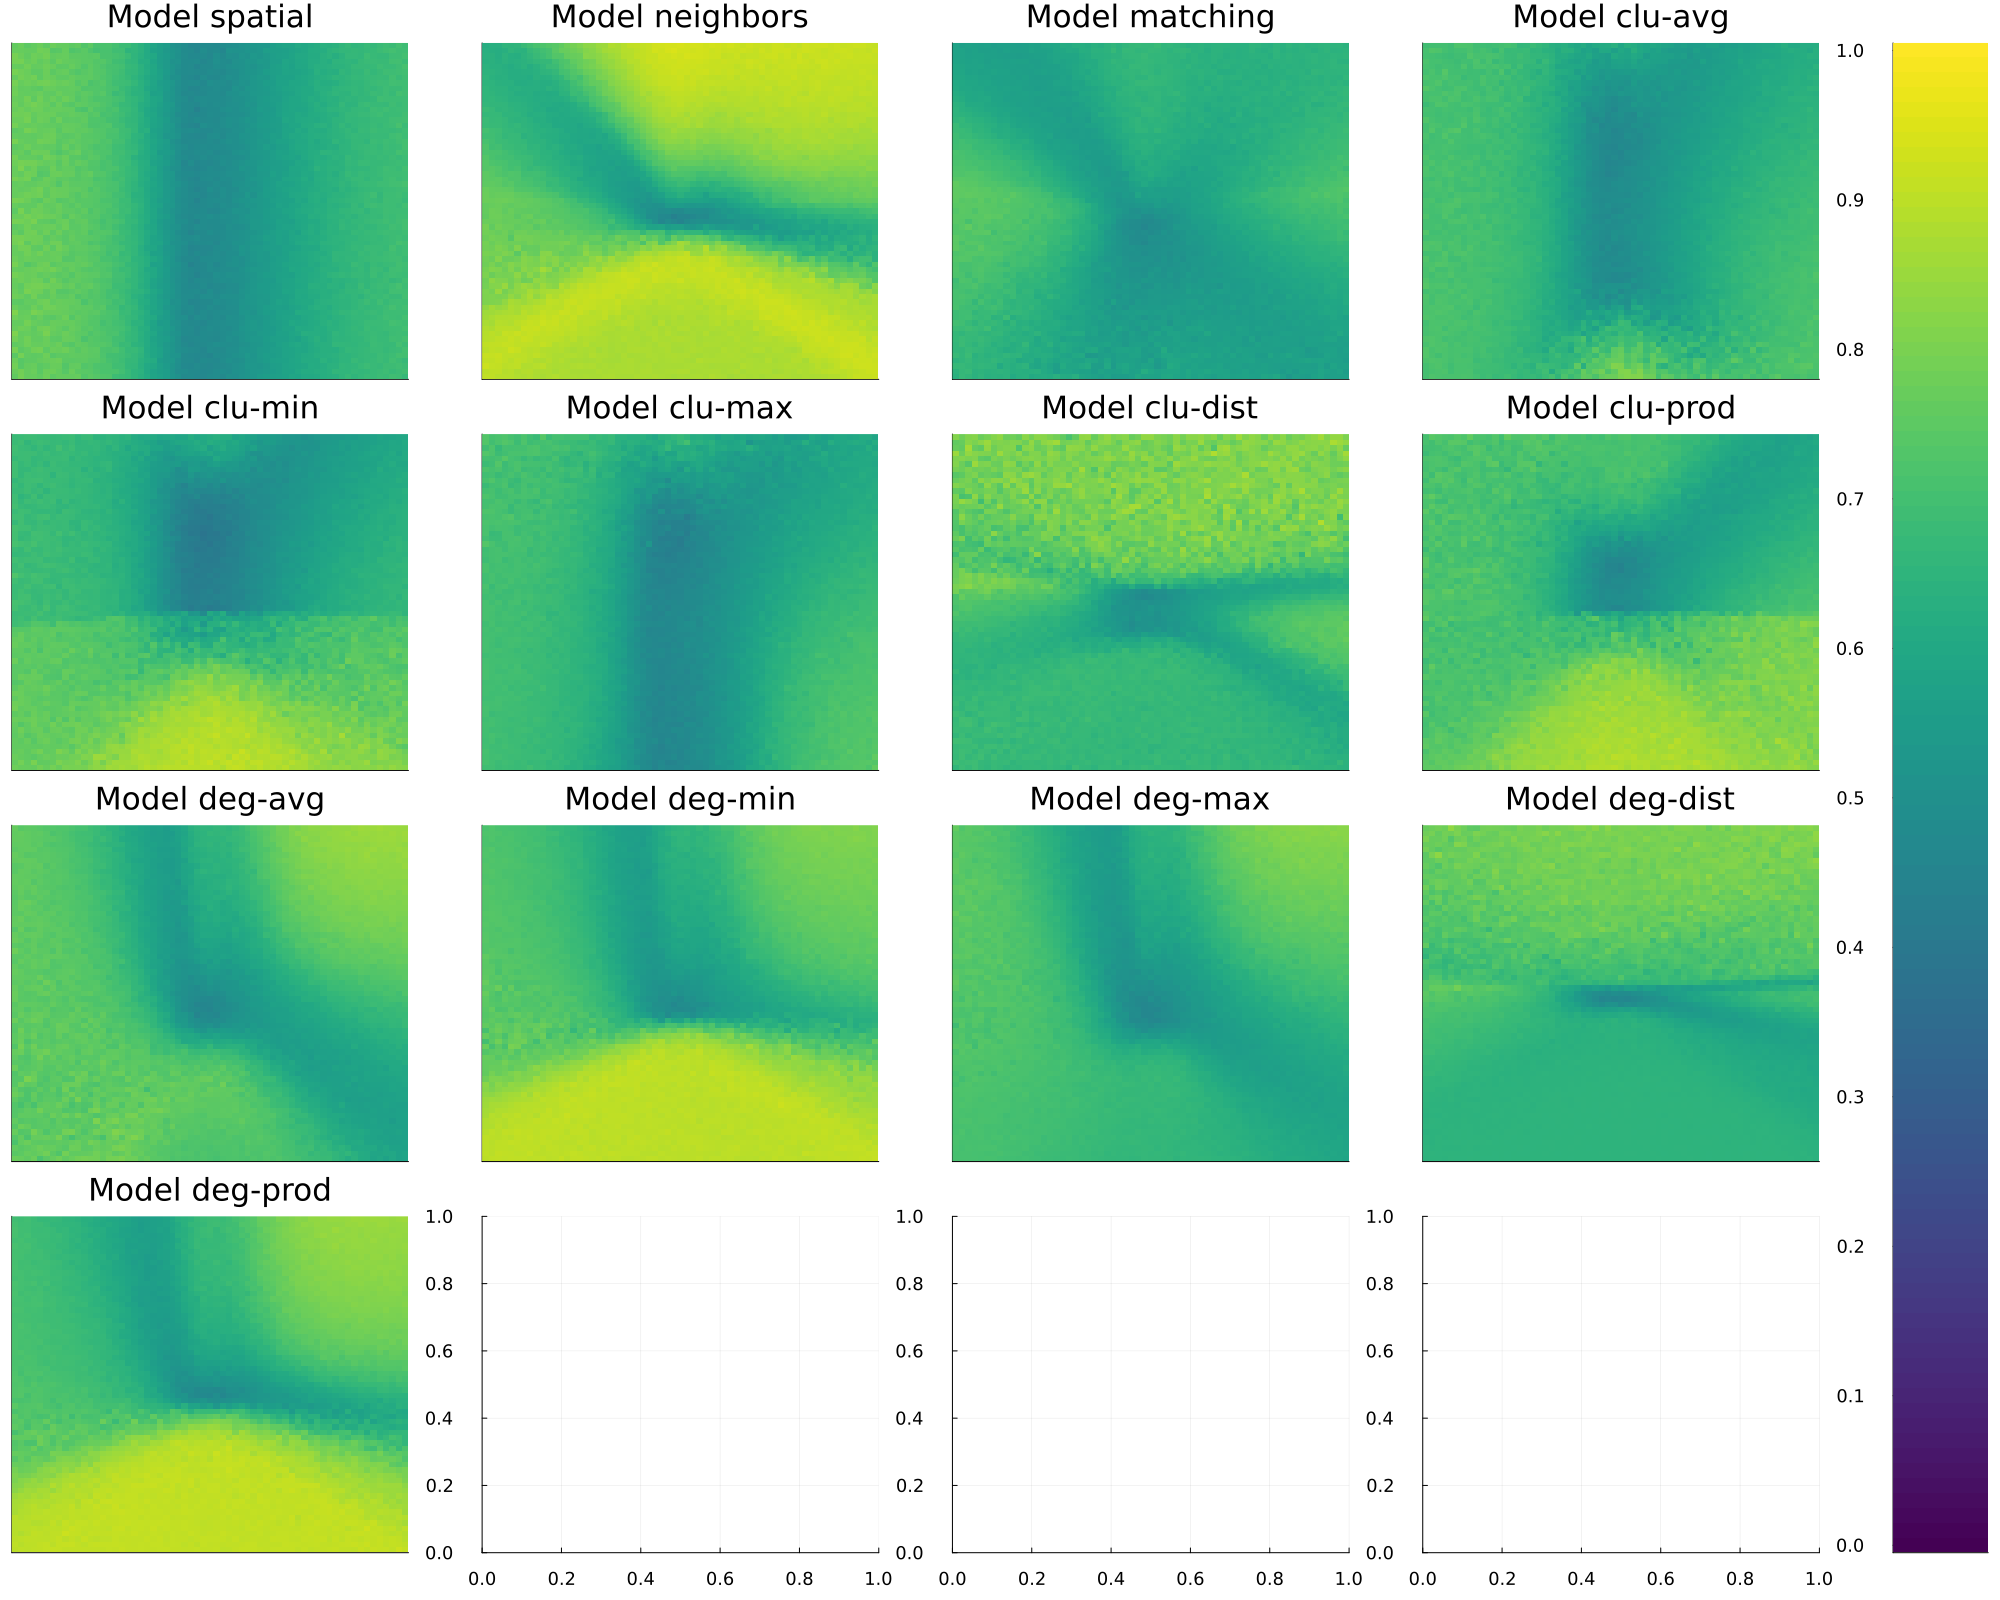 Model spatial
Model neighbors
Model matching
Model clu-avg
Model clu-min
Model clu-max
Model clu-dist
Model clu-prod
Model deg-avg
Model deg-min
Model deg-max
Model deg-dist
Model deg-prod
1.0
0.8
0.6
0.4
0.2
0.0
0.0 0.2 0.4 0.6 0.8 1.0
1.0
0.8
0.6
0.4
0.2
0.0
0.0 0.2 0.4 0.6 0.8 1.0
1.0
0.8
0.6
0.4
0.2
0.0
0.0 0.2 0.4 0.6 0.8 1.0
1.0
0.9
0.8
0.7
0.6
0.5
0.4
0.3
0.2
0.1
0.0